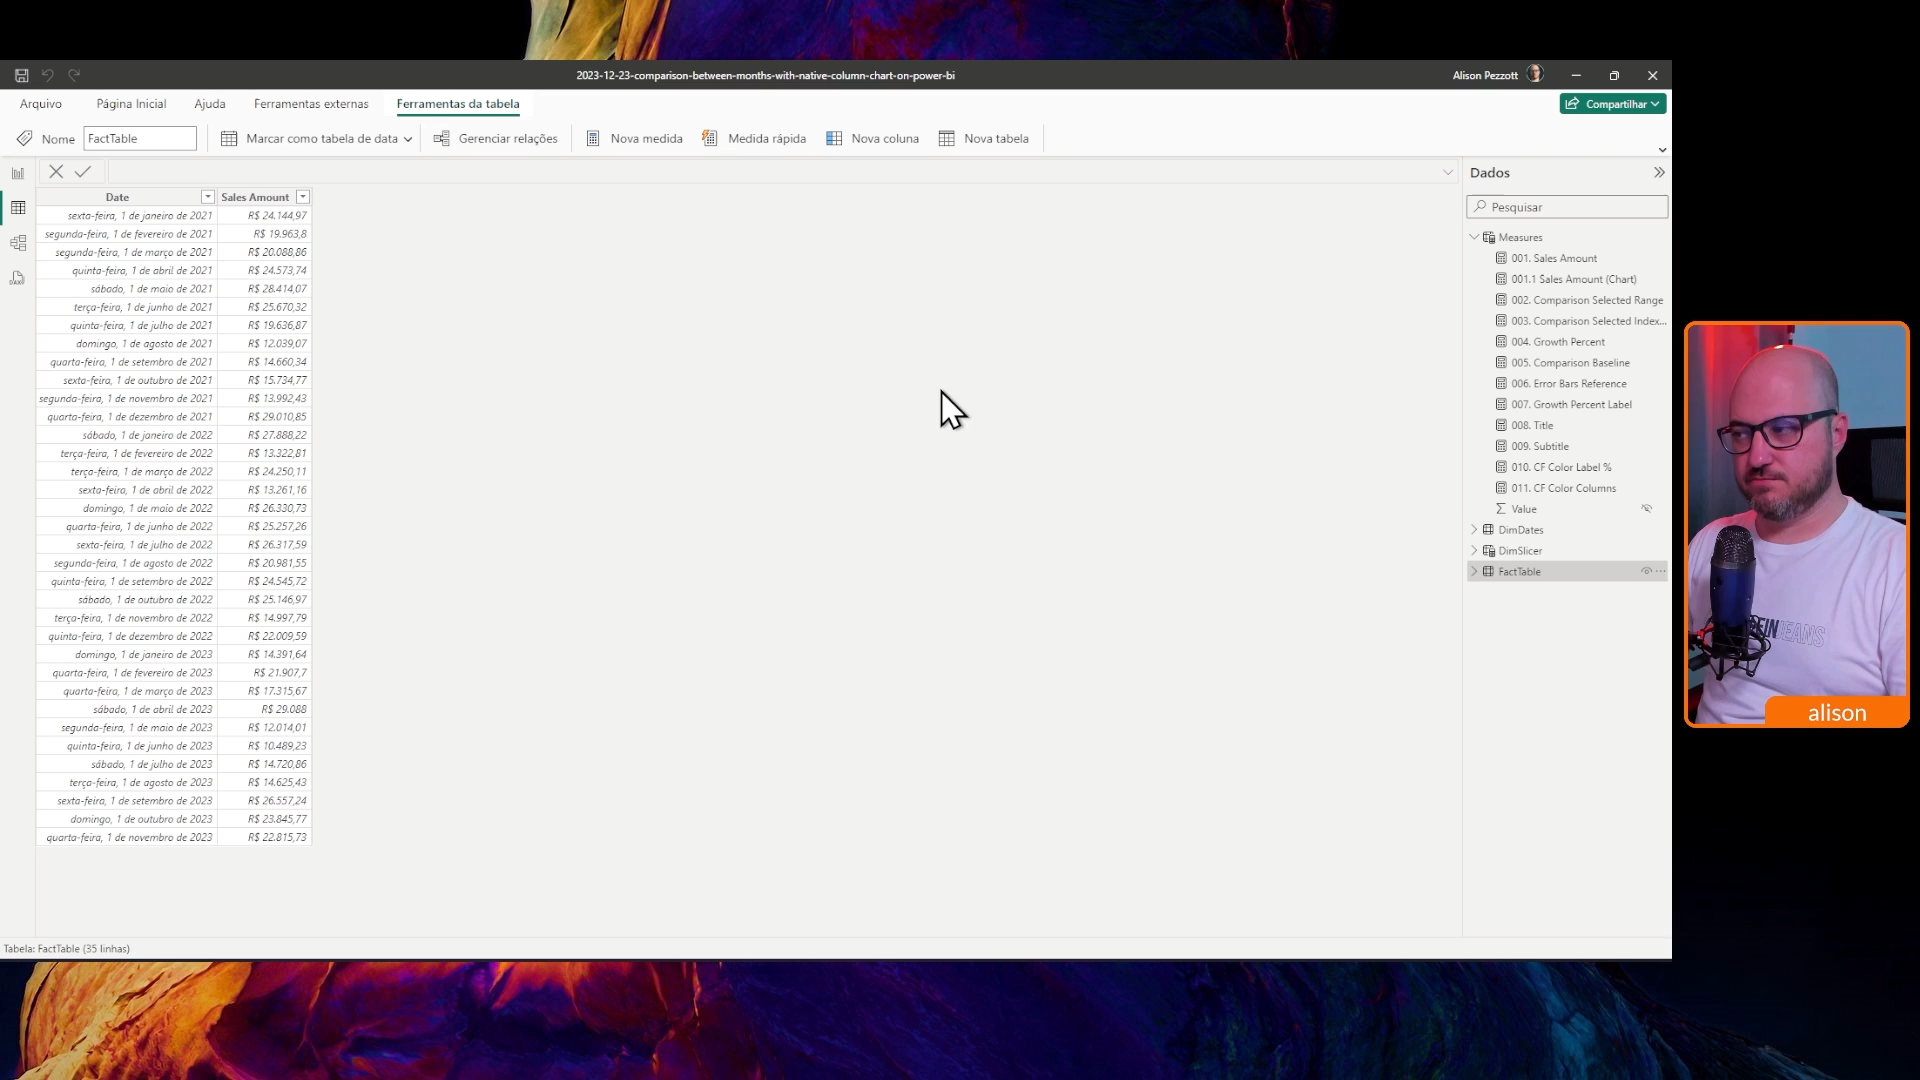 2023-12-23-comparison-between-months-with-native-column-chart-on-power-bi
Alison Pezzott
Arquivo
Página Inicial
Ajuda
Ferramentas externas
Ferramentas da tabela
Compartilhar
Nome
FactTable
Marcar como tabela de data
Gerenciar relações
Nova medida
Medida rápida
Nova coluna
Nova tabela
Date Sales Amount
sexta-feira, 1 de janeiro de 2021 R$ 24.144,97
segunda-feira, 1 de fevereiro de 2021 R$ 19.963,8
segunda-feira, 1 de março de 2021 R$ 20.088,86
quinta-feira, 1 de abril de 2021 R$ 24.573,74
sábado, 1 de maio de 2021 R$ 28.414,07
terça-feira, 1 de junho de 2021 R$ 25.670,32
quinta-feira, 1 de julho de 2021 R$ 19.636,87
domingo, 1 de agosto de 2021 R$ 12.039,07
quarta-feira, 1 de setembro de 2021 R$ 14.660,34
sexta-feira, 1 de outubro de 2021 R$ 15.734,77
segunda-feira, 1 de novembro de 2021 R$ 13.992,43
quarta-feira, 1 de dezembro de 2021 R$ 29.010,85
sábado, 1 de janeiro de 2022 R$ 27.888,22
terça-feira, 1 de fevereiro de 2022 R$ 13.322,81
terça-feira, 1 de março de 2022 R$ 24.250,11
sexta-feira, 1 de abril de 2022 R$ 13.261,16
domingo, 1 de maio de 2022 R$ 26.330,73
quarta-feira, 1 de junho de 2022 R$ 25.257,26
sexta-feira, 1 de julho de 2022 R$ 26.317,59
segunda-feira, 1 de agosto de 2022 R$ 20.981,55
quinta-feira, 1 de setembro de 2022 R$ 24.545,72
sábado, 1 de outubro de 2022 R$ 25.146,97
terça-feira, 1 de novembro de 2022 R$ 14.997,79
quinta-feira, 1 de dezembro de 2022 R$ 22.009,59
domingo, 1 de janeiro de 2023 R$ 14.391,64
quarta-feira, 1 de fevereiro de 2023 R$ 21.907,7
quarta-feira, 1 de março de 2023 R$ 17.315,67
sábado, 1 de abril de 2023 R$ 29.088
segunda-feira, 1 de maio de 2023 R$ 12.014,01
quinta-feira, 1 de junho de 2023 R$ 10.489,23
sábado, 1 de julho de 2023 R$ 14.720,86
terça-feira, 1 de agosto de 2023 R$ 14.625,43
sexta-feira, 1 de setembro de 2023 R$ 26.557,24
domingo, 1 de outubro de 2023 R$ 23.845,77
quarta-feira, 1 de novembro de 2023 R$ 22.815,73
Tabela: FactTable (35 linhas)
Dados
Pesquisar
Measures
001. Sales Amount
001.1 Sales Amount (Chart)
002. Comparison Selected Range
003. Comparison Selected Index...
004. Growth Percent
005. Comparison Baseline
006. Error Bars Reference
007. Growth Percent Label
008. Title
009. Subtitle
010. CF Color Label %
011. CF Color Columns
Value
DimDates
DimSlicer
FactTable
alison